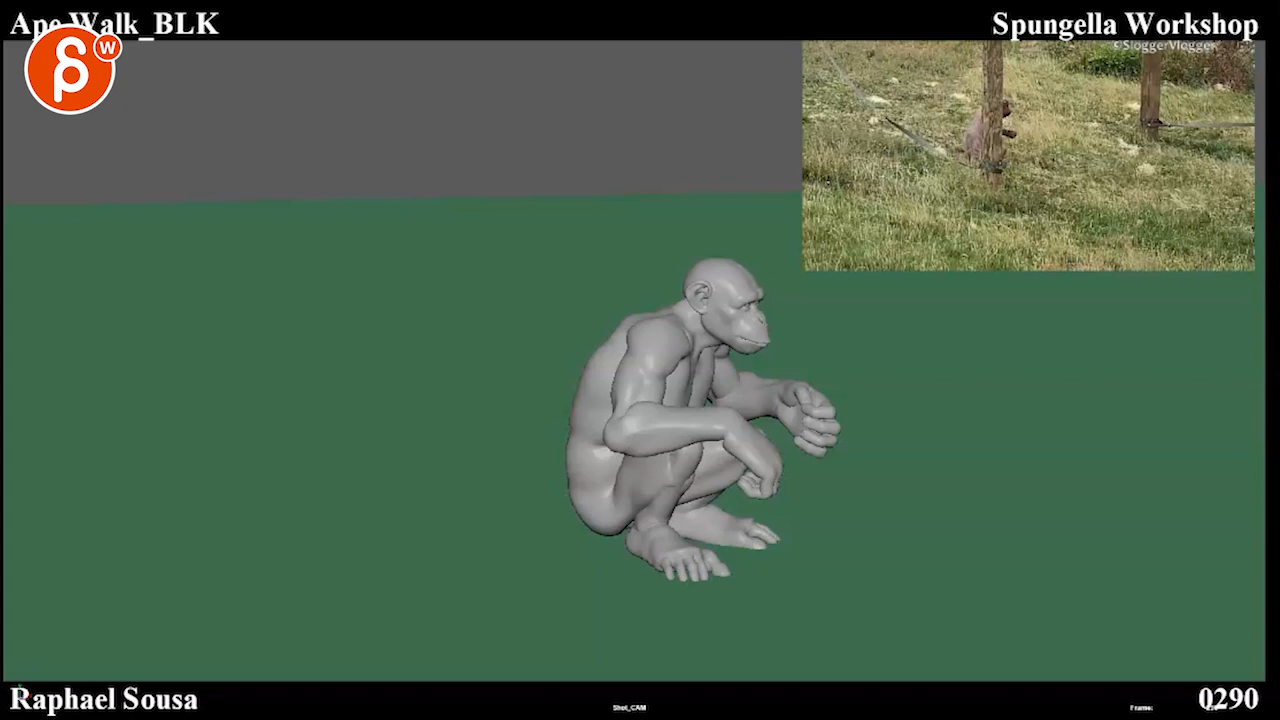 Ape Walk_BLK
Spungella Workshop
W
©SloggerVlogger
Raphael Sousa
Shot_CAM
Frame:
0290